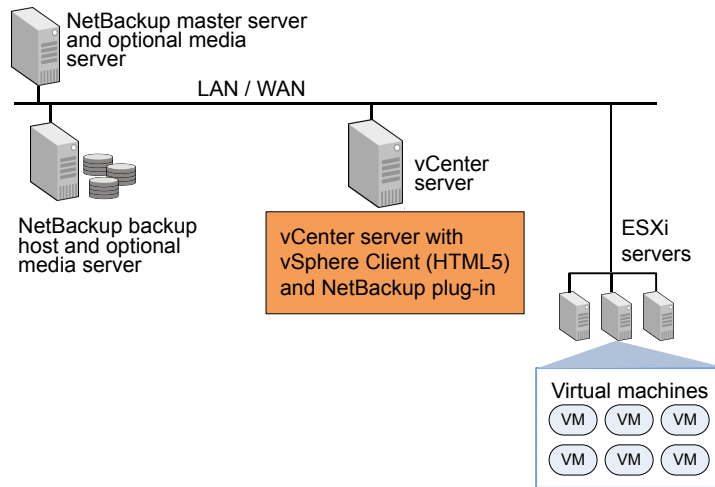 NetBackup master server
and optional media
server
LAN / WAN
vCenter
server
NetBackup backup
host and optional
media server
vCenter server with
vSphere Client (HTML5)
and NetBackup plug-in
ESXi
servers
Virtual machines
VM VM VM
VM VM VM